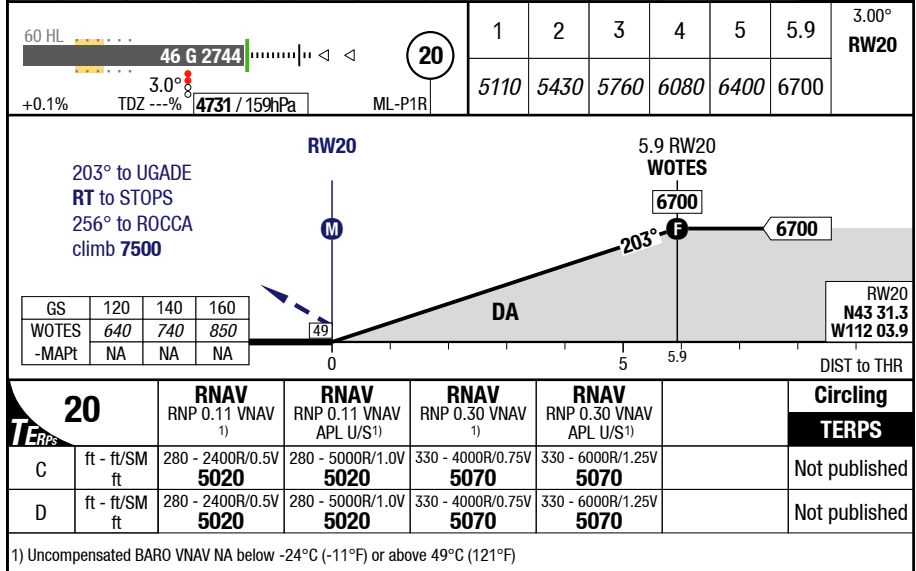 60 HL
46 G 2744
3.0°
+0.1%
TDZ ---%
4731 / 159hPa
ML-P1R
20
1 2 3 4 5 5.9
3.00°
RW20
5110 5430 5760 6080 6400 6700
203° to UGADE
RT to STOPS
256° to ROCCA
climb 7500
RW20
M
5.9 RW20
WOTES
6700
F
6700
203°
DA
49
RW20
N43 31.3
W112 03.9
GS 120 140 160
WOTES 640 740 850
-MAPt NA NA NA
0 5 5.9
DIST to THR
TERPs
20
RNAV
RNP 0.11 VNAV
1)
RNAV
RNP 0.11 VNAV
APL U/S1)
RNAV
RNP 0.30 VNAV
1)
RNAV
RNP 0.30 VNAV
APL U/S1)
Circling
TERPS
C
ft - ft/SM
ft
280 - 2400R/0.5V
5020
280 - 5000R/1.0V
5020
330 - 4000R/0.75V
5070
330 - 6000R/1.25V
5070
Not published
D
ft - ft/SM
ft
280 - 2400R/0.5V
5020
280 - 5000R/1.0V
5020
330 - 4000R/0.75V
5070
330 - 6000R/1.25V
5070
Not published
1) Uncompensated BARO VNAV NA below -24°C (-11°F) or above 49°C (121°F)